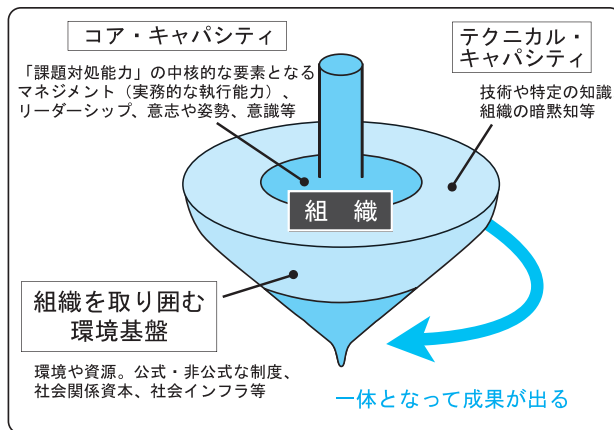 コア・キャパシティ
「課題対処能力」の中核的な要素となる
マネジメント（実務的な執行能力）、
リーダーシップ、意志や姿勢、意識等
テクニカル・
キャパシティ
技術や特定の知識
組織の暗黙知等
組　織
組織を取り囲む
環境基盤
環境や資源。公式・非公式な制度、
社会関係資本、社会インフラ等
一体となって成果が出る